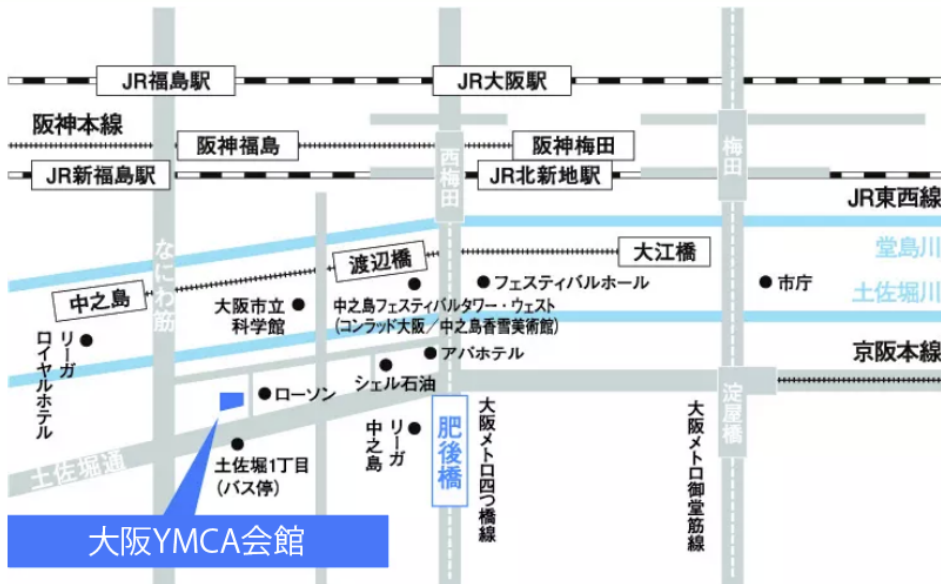 JR福島駅
JR大阪駅
阪神本線
阪神福島
阪神梅田
西梅田
梅田
JR新福島駅
JR北新地駅
JR東西線
なにわ筋
渡辺橋
大江橋
堂島川
中之島
大阪市立
科学館
中之島フェスティバルタワー・ウェスト
(コンラッド大阪/中之島香雪美術館)
フェスティバルホール
市庁
土佐堀川
リーガ
ロイヤルホテル
アパホテル
京阪本線
シェル石油
ローソン
淀屋橋
肥後橋
大阪メトロ四つ橋線
大阪メトロ御堂筋線
リーガ
中之島
土佐堀通
土佐堀1丁目
(バス停)
大阪YMCA会館